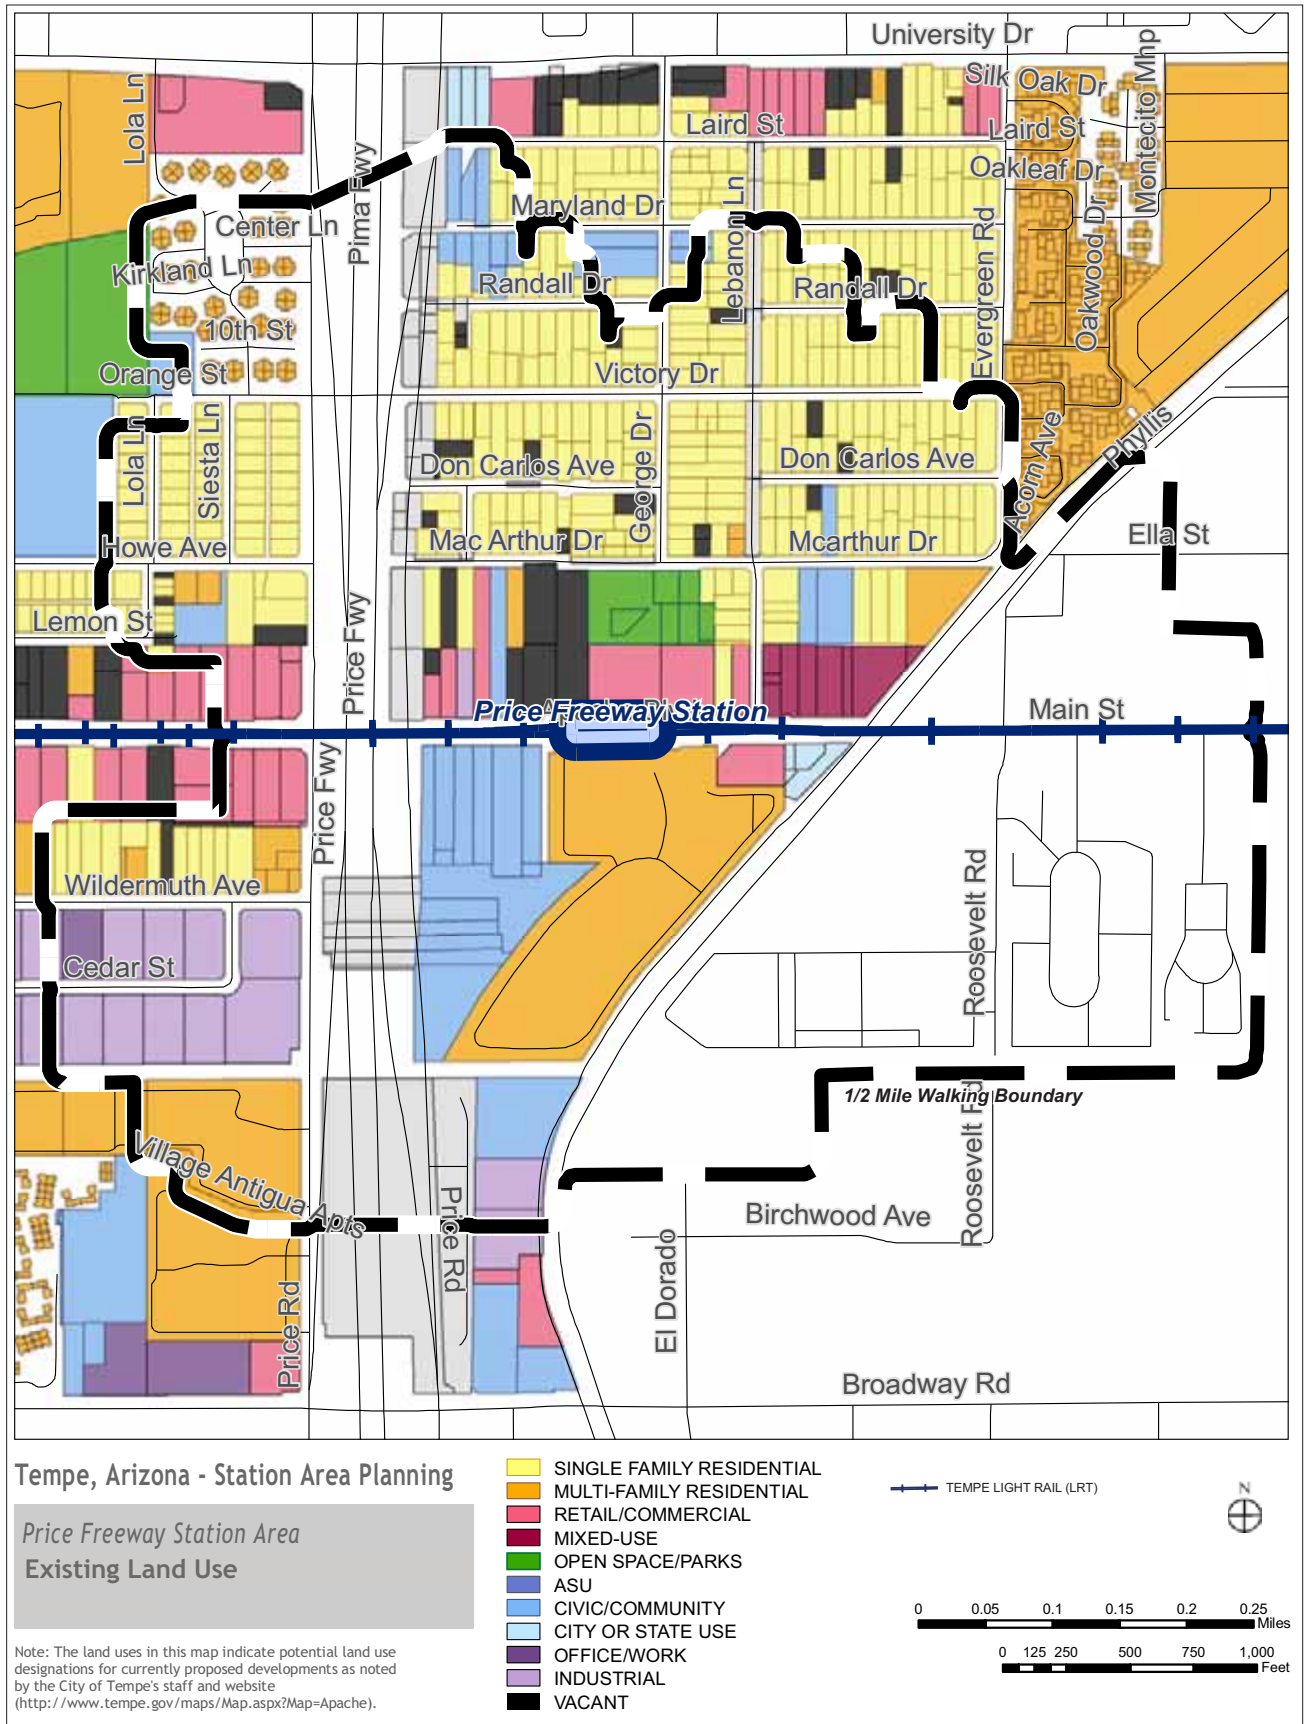 University Dr
Silk Oak Dr
Montecito Mhp
Lola Ln
Laird St
Laird St
Pima Fwy
Oakleaf Dr
Center Ln
Maryland Dr
Lebanon Ln
Evergreen Rd
Oakwood Dr
Kirkland Ln
Randall Dr
Randall Dr
10th St
Orange St
Victory Dr
Lola Ln
Siesta Ln
George Dr
Don Carlos Ave
Don Carlos Ave
Acorn Ave
Phyllis
Howe Ave
Mac Arthur Dr
Mcarthur Dr
Ella St
Lemon St
Price Fwy
Price Freeway Station
Main St
Price Fwy
Wildermuth Ave
Roosevelt Rd
Cedar St
1/2 Mile Walking Boundary
Village Antigua Apts
Price Rd
Roosevelt Rd
Birchwood Ave
El Dorado
Price Rd
Broadway Rd
Tempe, Arizona - Station Area Planning
Price Freeway Station Area
Existing Land Use
Note: The land uses in this map indicate potential land use
designations for currently proposed developments as noted
by the City of Tempe's staff and website
(http://www.tempe.gov/maps/Map.aspx?Map=Apache).
SINGLE FAMILY RESIDENTIAL
MULTI-FAMILY RESIDENTIAL
RETAIL/COMMERCIAL
MIXED-USE
OPEN SPACE/PARKS
ASU
CIVIC/COMMUNITY
CITY OR STATE USE
OFFICE/WORK
INDUSTRIAL
VACANT
TEMPE LIGHT RAIL (LRT)
N
0 0.05 0.1 0.15 0.2 0.25
Miles
0 125 250 500 750 1,000
Feet